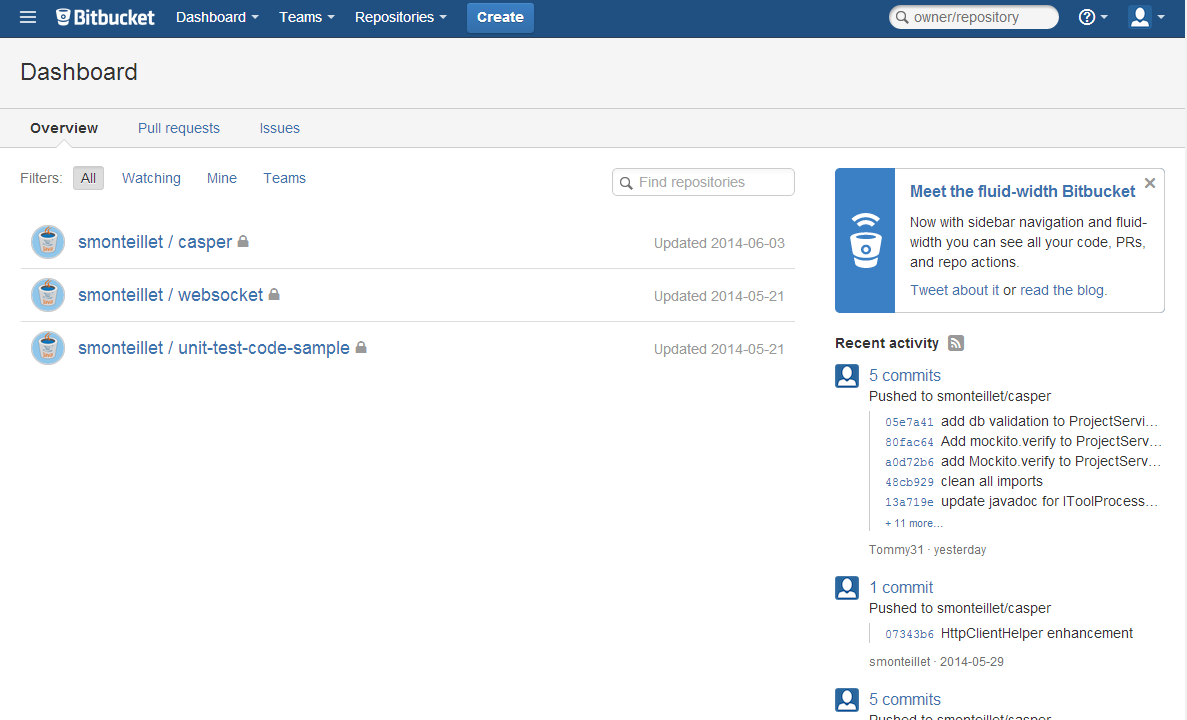 Bitbucket Dashboard Teams Repositories Create owner/repository
Dashboard
Overview Pull requests Issues
Filters: All Watching Mine Teams Find repositories
smonteillet / casper Updated 2014-06-03
smonteillet / websocket Updated 2014-05-21
smonteillet / unit-test-code-sample Updated 2014-05-21
Meet the fluid-width Bitbucket
Now with sidebar navigation and fluid-
width you can see all your code, PRs,
and repo actions.
Tweet about it or read the blog.
Recent activity
5 commits
Pushed to smonteillet/casper
05e7a41 add db validation to ProjectServi…
80fac64 Add mockito.verify to ProjectServ…
a0d72b6 add Mockito.verify to ProjectServ…
48cb929 clean all imports
13a719e update javadoc for IToolProcess…
+ 11 more…
Tommy31 · yesterday
1 commit
Pushed to smonteillet/casper
07343b6 HttpClientHelper enhancement
smonteillet · 2014-05-29
5 commits
Pushed to smonteillet/casper